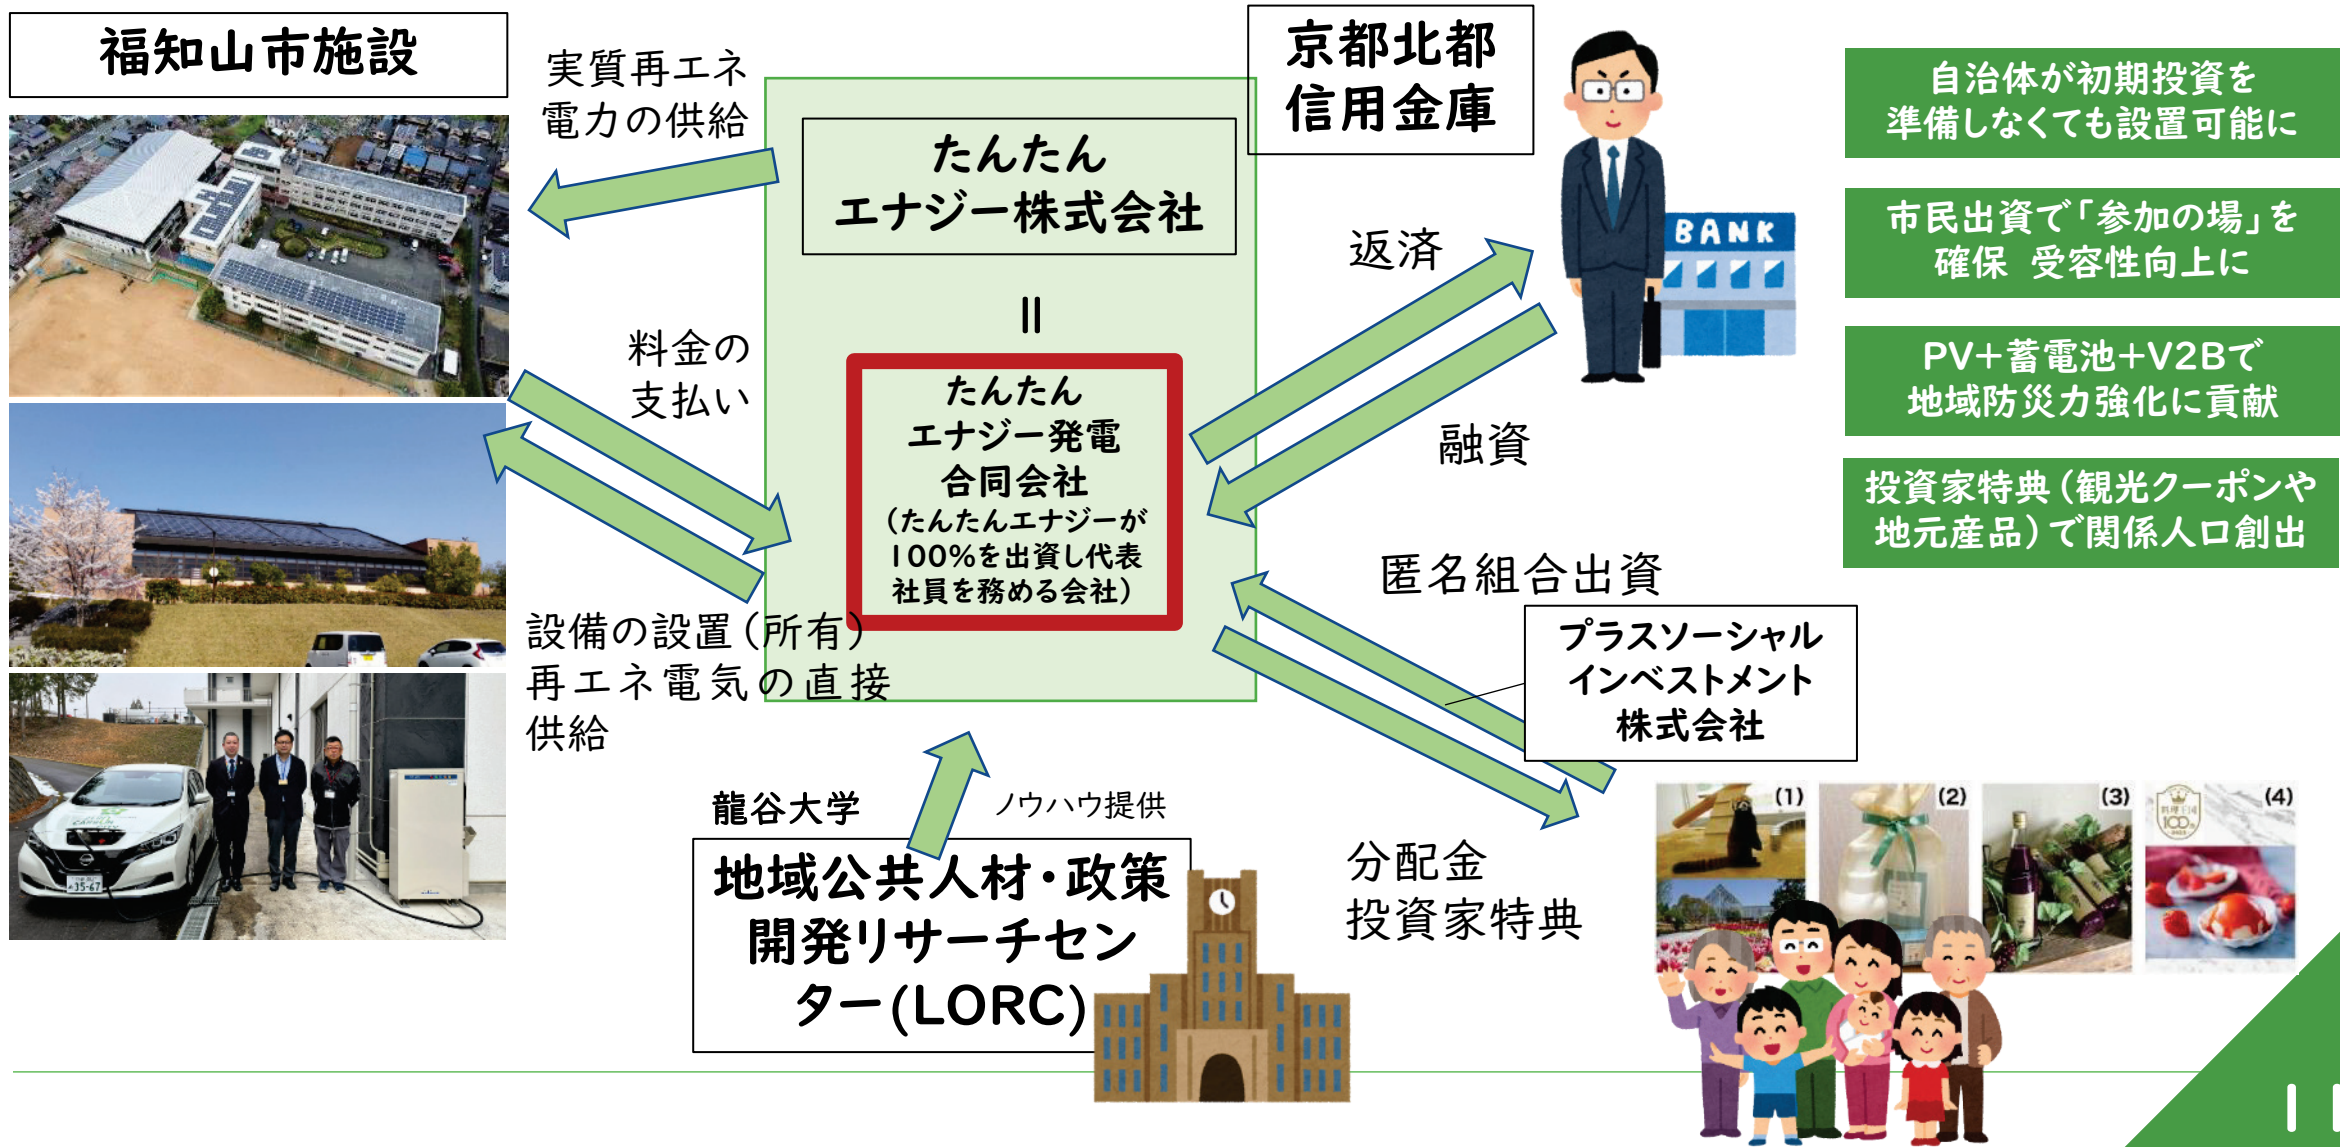 福知山市施設
実質再エネ
電力の供給
たんたん
エナジー株式会社
＝
たんたん
エナジー発電
合同会社
(たんたんエナジーが
100%を出資し代表
社員を務める会社)
料金の
支払い
設備の設置(所有)
再エネ電気の直接
供給
京都北都
信用金庫
BANK
返済
融資
匿名組合出資
プラスソーシャル
インベストメント
株式会社
分配金
投資家特典
龍谷大学
ノウハウ提供
地域公共人材・政策
開発リサーチセン
ター(LORC)
自治体が初期投資を
準備しなくても設置可能に
市民出資で「参加の場」を
確保 受容性向上に
PV+蓄電池+V2Bで
地域防災力強化に貢献
投資家特典(観光クーポンや
地元産品)で関係人口創出
(1)
(2)
(3)
(4)
料理王国
100
35-67
11